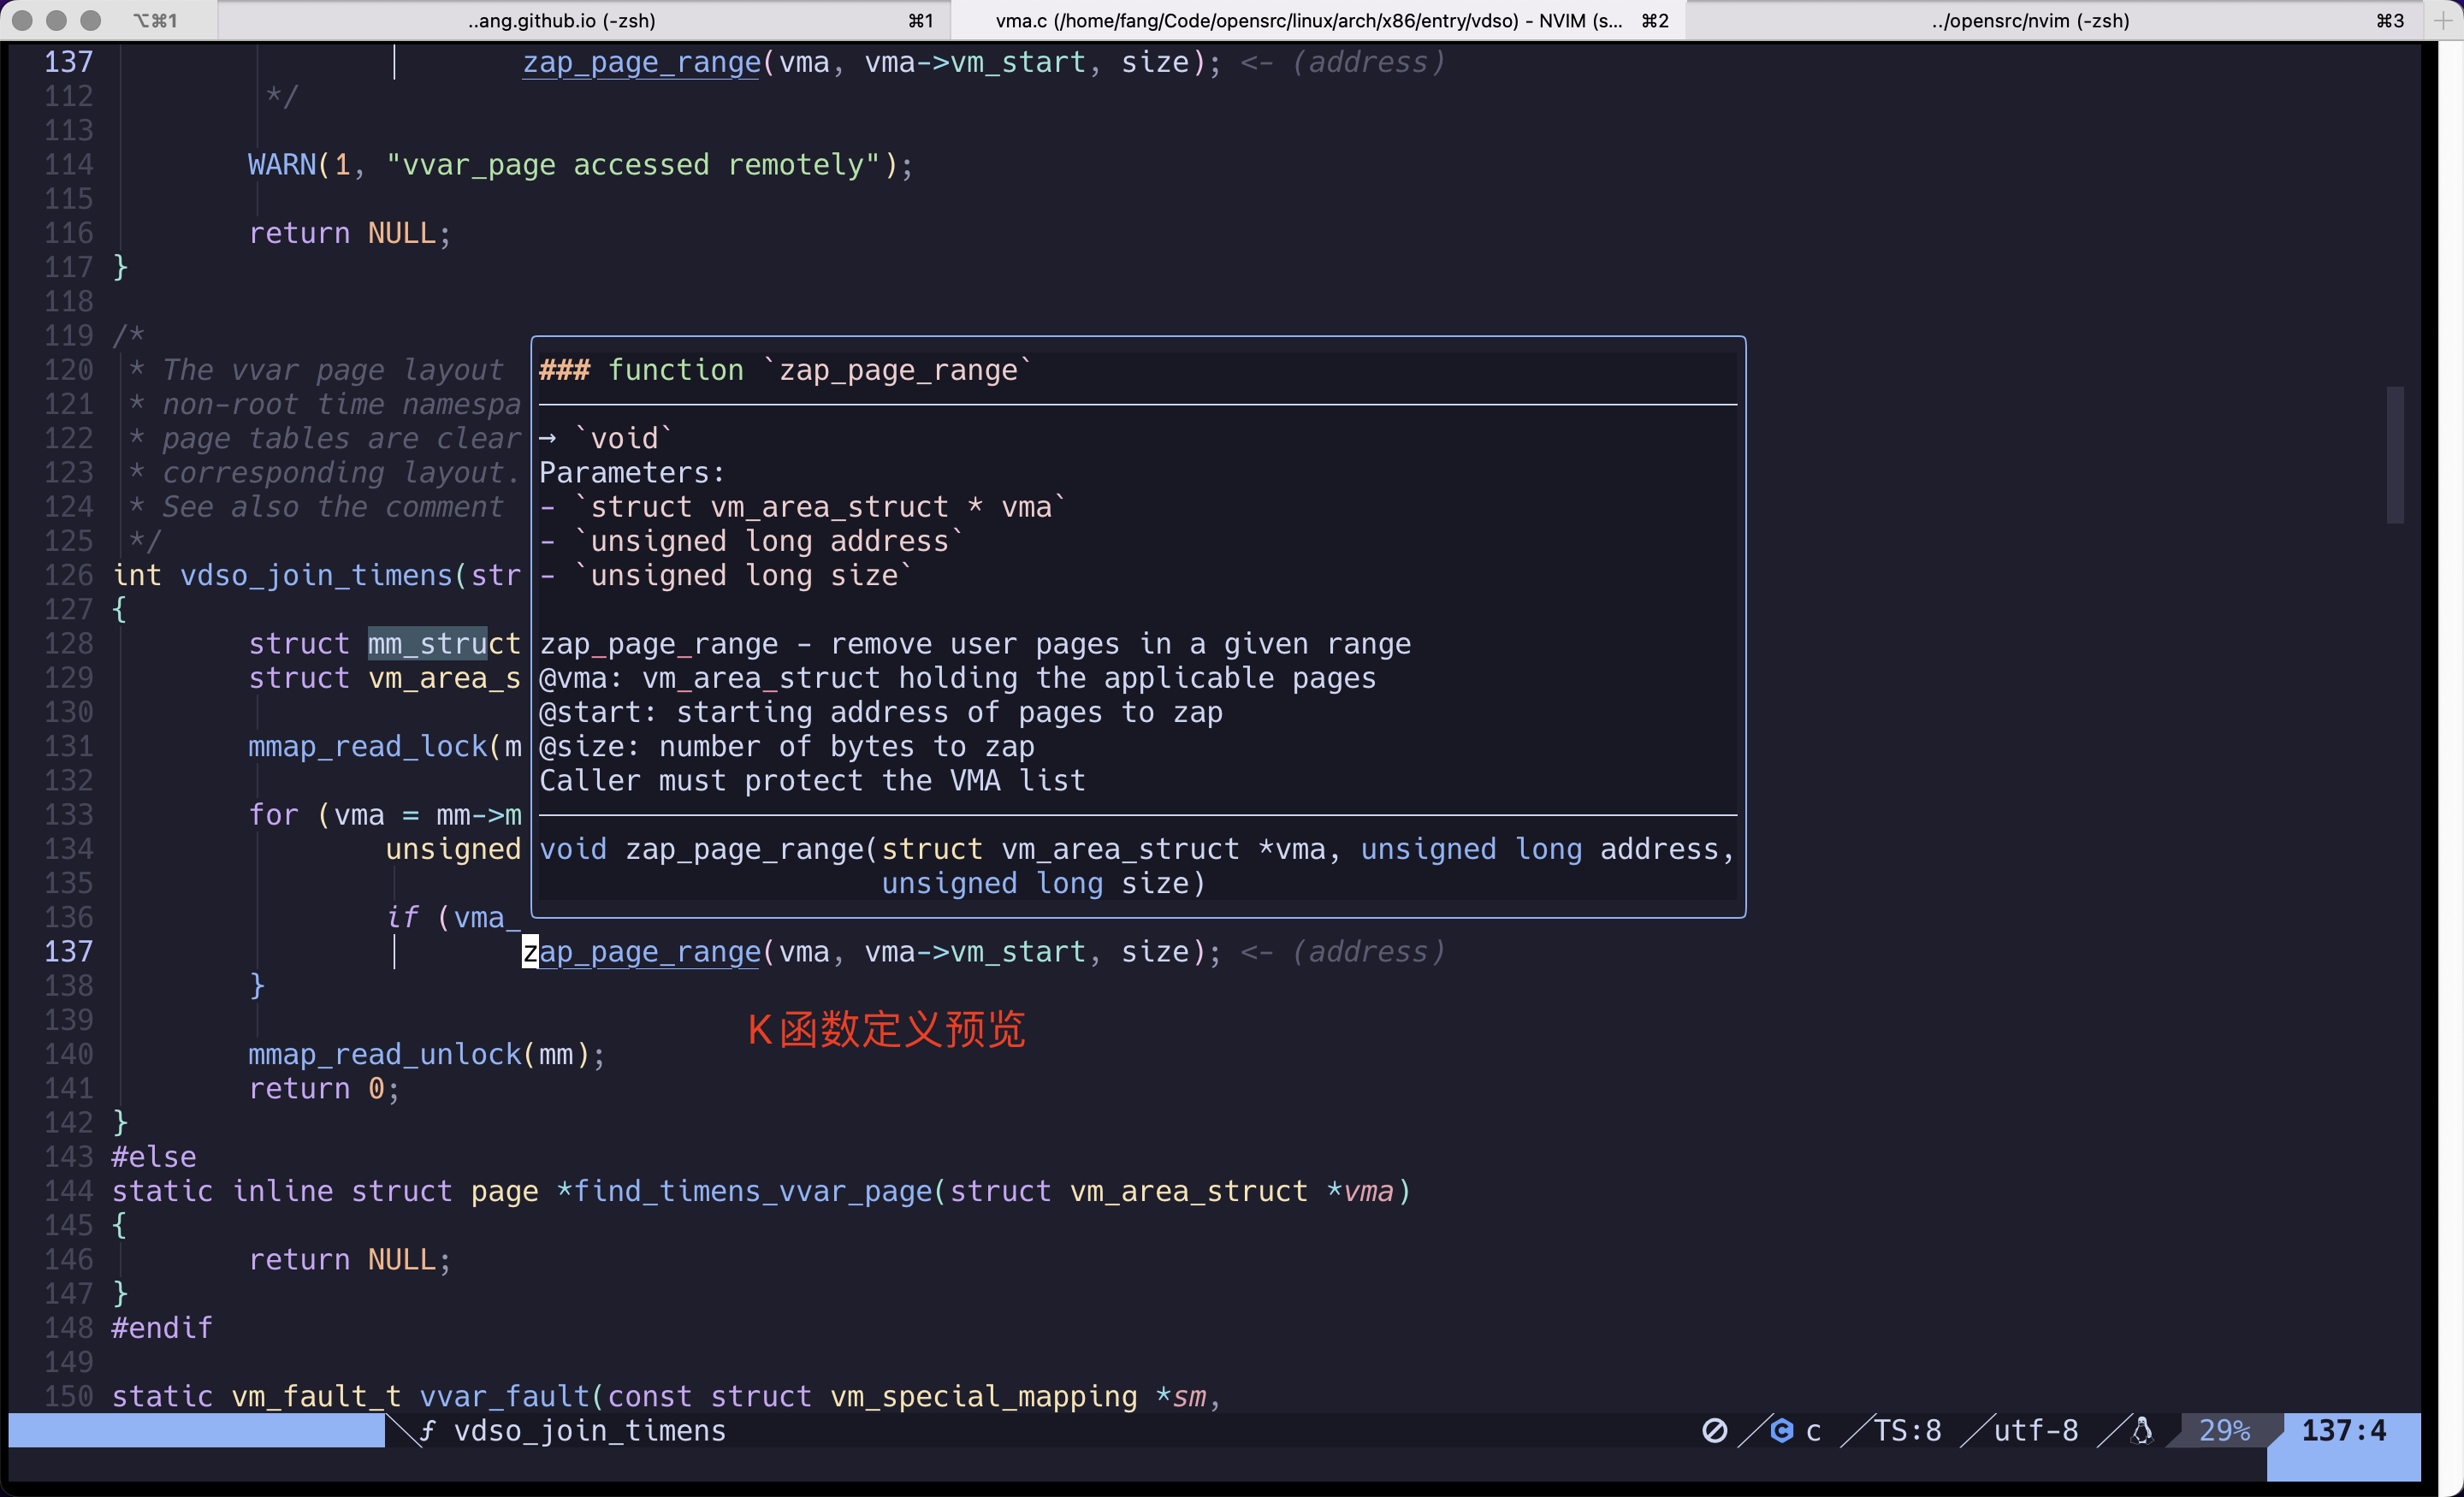 ⌥⌘1 ..ang.github.io (-zsh) ⌘1 vma.c (/home/fang/Code/opensrc/linux/arch/x86/entry/vdso) - NVIM (s... ⌘2 ../opensrc/nvim (-zsh) ⌘3
137 zap_page_range(vma, vma->vm_start, size); <- (address)
112 */
113
114 WARN(1, "vvar_page accessed remotely");
115
116 return NULL;
117 }
118
119 /*
120 * The vvar page layout
121 * non-root time namespa
122 * page tables are clear
123 * corresponding layout.
124 * See also the comment
125 */
126 int vdso_join_timens(str
127 {
128 struct mm_struct
129 struct vm_area_s
130
131 mmap_read_lock(m
132
133 for (vma = mm->m
134 unsigned
135
136 if (vma_
### function `zap_page_range`
→ `void`
Parameters:
- `struct vm_area_struct * vma`
- `unsigned long address`
- `unsigned long size`
zap_page_range - remove user pages in a given range
@vma: vm_area_struct holding the applicable pages
@start: starting address of pages to zap
@size: number of bytes to zap
Caller must protect the VMA list
void zap_page_range(struct vm_area_struct *vma, unsigned long address,
unsigned long size)
137 zap_page_range(vma, vma->vm_start, size); <- (address)
138 }
139
K函数定义预览
140 mmap_read_unlock(mm);
141 return 0;
142 }
143 #else
144 static inline struct page *find_timens_vvar_page(struct vm_area_struct *vma)
145 {
146 return NULL;
147 }
148 #endif
149
150 static vm_fault_t vvar_fault(const struct vm_special_mapping *sm,
ƒ vdso_join_timens c TS:8 utf-8 29% 137:4